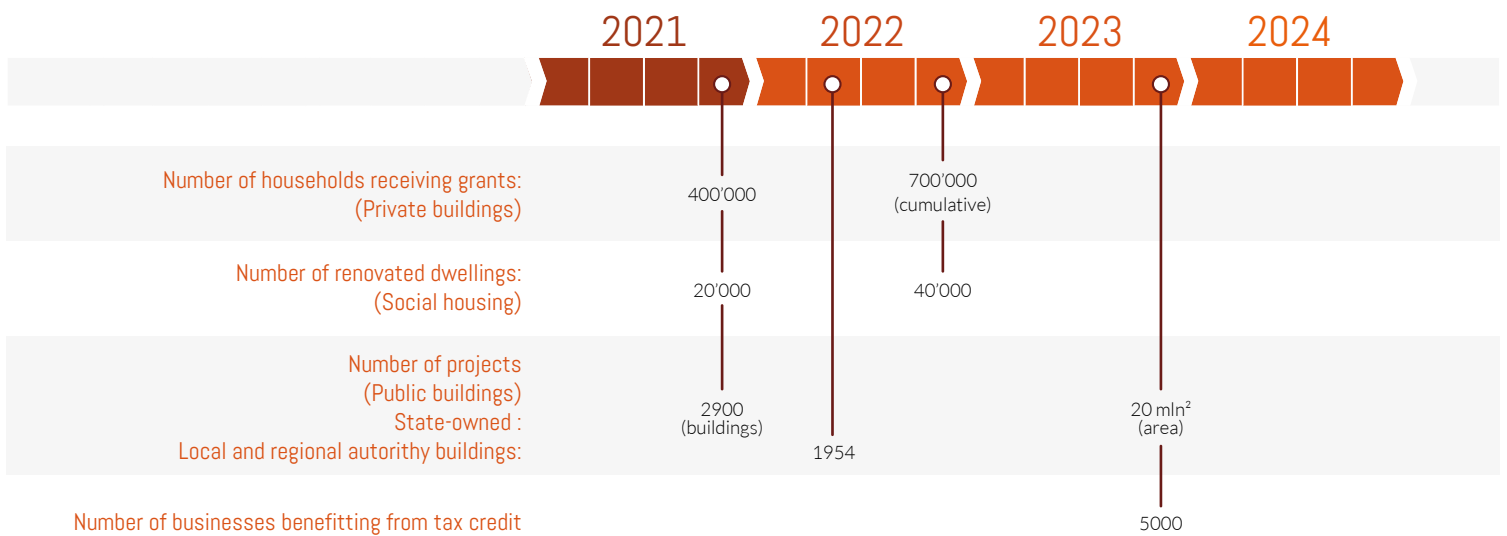 2021 2022 2023 2024
Number of households receiving grants:
(Private buildings)
400’000
700’000
(cumulative)
Number of renovated dwellings:
(Social housing)
20’000
40’000
Number of projects
(Public buildings)
State-owned :
Local and regional autorithy buildings:
2900
(buildings)
1954
20 mln²
(area)
Number of businesses benefitting from tax credit
5000